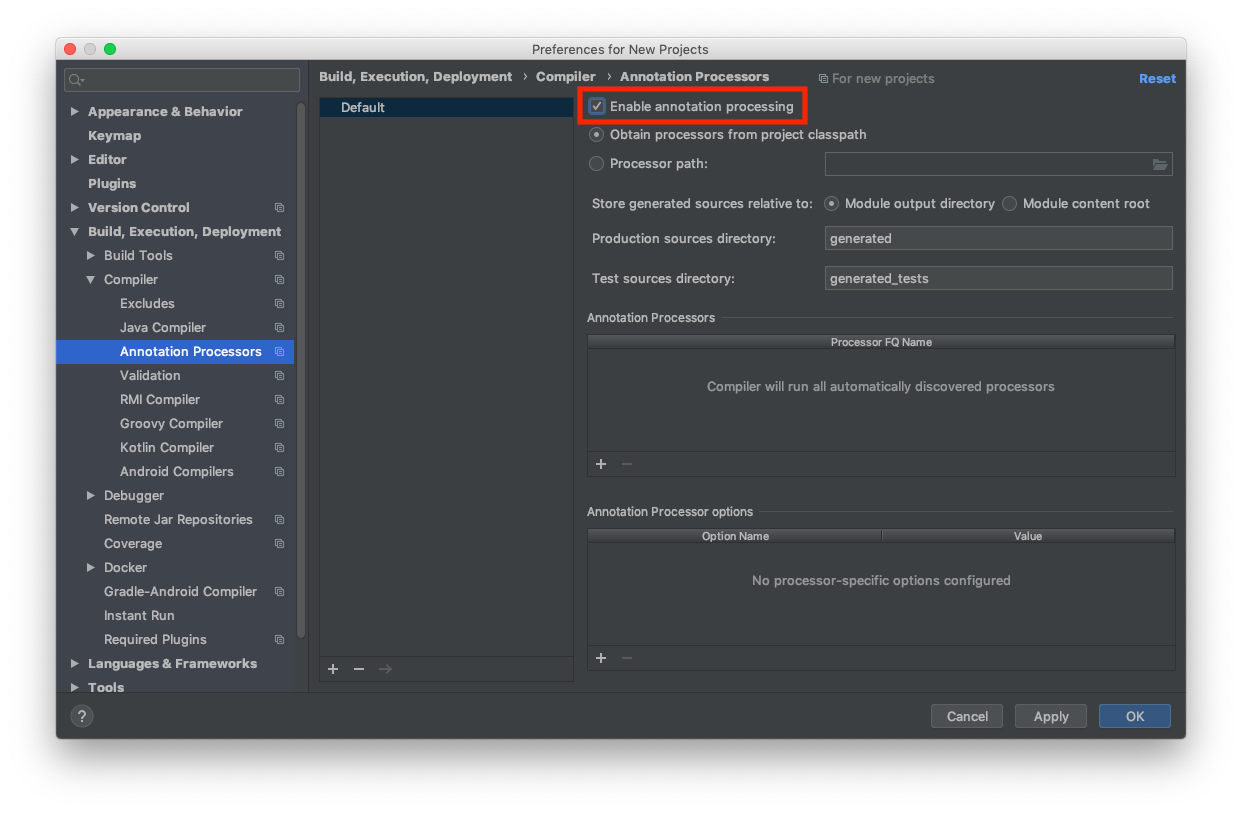 Preferences for New Projects
Build, Execution, Deployment › Compiler › Annotation Processors
For new projects
Reset
Appearance & Behavior
Keymap
Editor
Plugins
Version Control
Build, Execution, Deployment
Build Tools
Compiler
Excludes
Java Compiler
Annotation Processors
Validation
RMI Compiler
Groovy Compiler
Kotlin Compiler
Android Compilers
Debugger
Remote Jar Repositories
Coverage
Docker
Gradle-Android Compiler
Instant Run
Required Plugins
Languages & Frameworks
Tools
Default
Enable annotation processing
Obtain processors from project classpath
Processor path:
Store generated sources relative to: Module output directory Module content root
Production sources directory: generated
Test sources directory: generated_tests
Annotation Processors
Processor FQ Name
Compiler will run all automatically discovered processors
Annotation Processor options
Option Name Value
No processor-specific options configured
? Cancel Apply OK